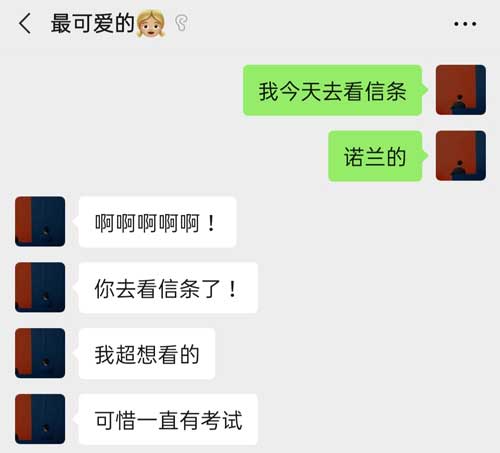 最可爱的👧🏼
我今天去看信条
诺兰的
啊啊啊啊啊！
你去看信条了！
我超想看的
可惜一直有考试